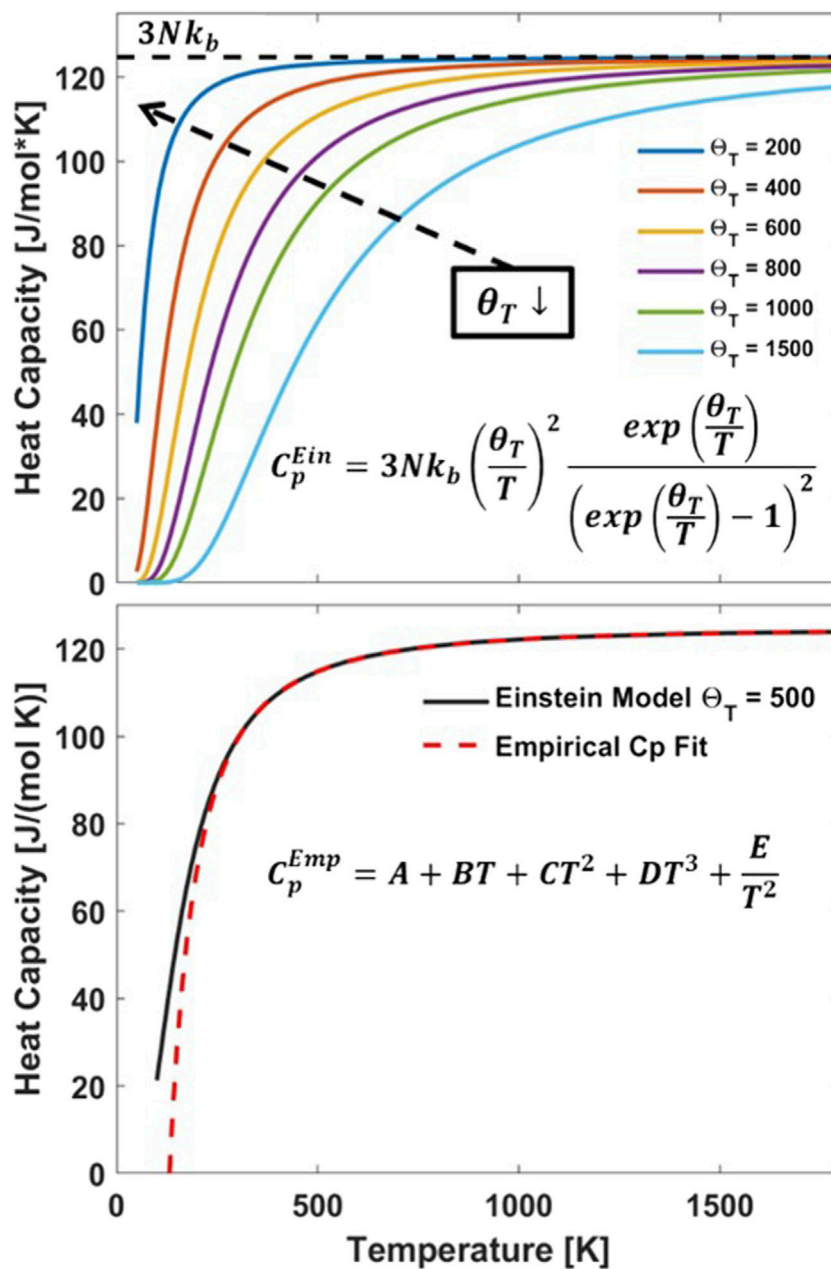 3Nk_b
120
100
80
60
40
20
0
Heat Capacity [J/mol*K]
Θ_T = 200
Θ_T = 400
Θ_T = 600
Θ_T = 800
Θ_T = 1000
Θ_T = 1500
θ_T ↓
C_p^{Ein} = 3Nk_b (θ_T/T)^2 exp(θ_T/T) / (exp(θ_T/T) − 1)^2
120
100
80
60
40
20
0
Heat Capacity [J/(mol K)]
Einstein Model Θ_T = 500
Empirical Cp Fit
C_p^{Emp} = A + BT + CT^2 + DT^3 + E/T^2
0 500 1000 1500
Temperature [K]